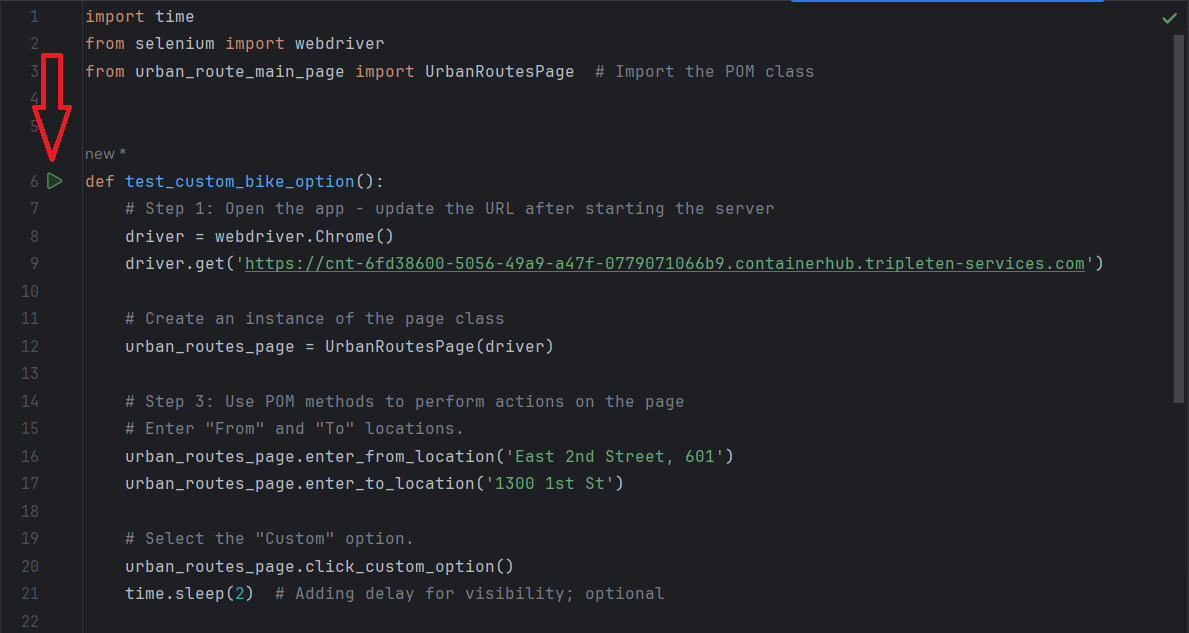 1 import time
2 from selenium import webdriver
3 from urban_route_main_page import UrbanRoutesPage  # Import the POM class
4
5
new *
6 def test_custom_bike_option():
7     # Step 1: Open the app - update the URL after starting the server
8     driver = webdriver.Chrome()
9     driver.get('https://cnt-6fd38600-5056-49a9-a47f-0779071066b9.containerhub.tripleten-services.com')
10
11     # Create an instance of the page class
12     urban_routes_page = UrbanRoutesPage(driver)
13
14     # Step 3: Use POM methods to perform actions on the page
15     # Enter "From" and "To" locations.
16     urban_routes_page.enter_from_location('East 2nd Street, 601')
17     urban_routes_page.enter_to_location('1300 1st St')
18
19     # Select the "Custom" option.
20     urban_routes_page.click_custom_option()
21     time.sleep(2)  # Adding delay for visibility; optional
22